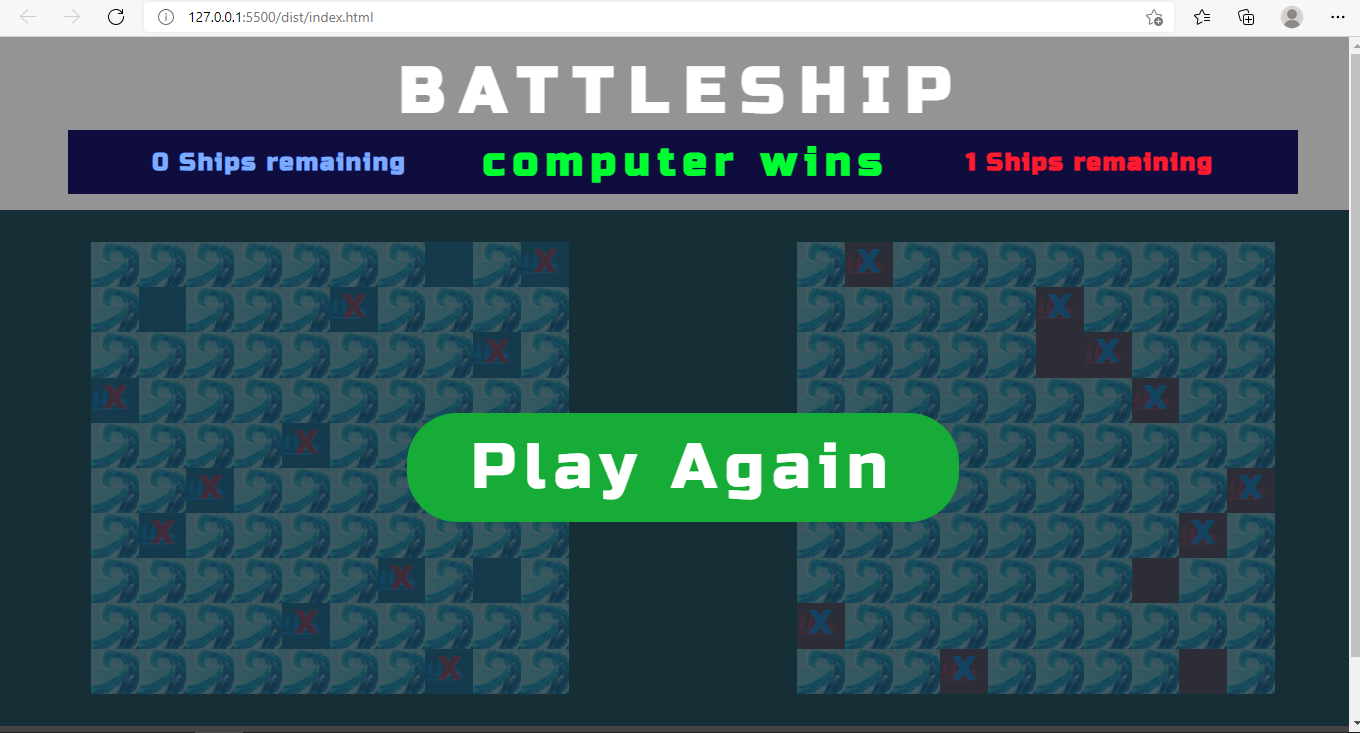 127.0.0.1:5500/dist/index.html
BATTLESHIP
0 Ships remaining
computer wins
1 Ships remaining
X
X
X
X
X
X
X
X
X
X
X
Play Again
X
X
X
X
X
X
X